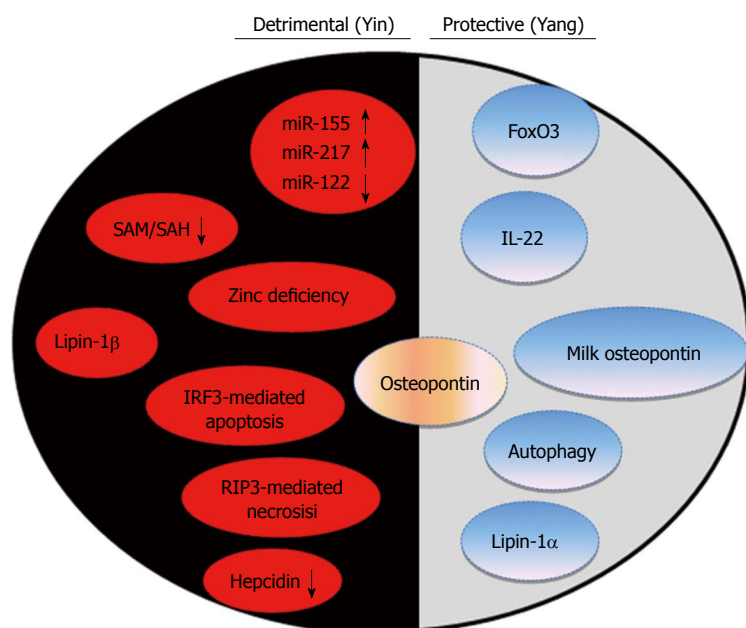 Detrimental (Yin)
Protective (Yang)
miR-155 ↑
miR-217 ↑
miR-122 ↓
SAM/SAH ↓
Zinc deficiency
Lipin-1β
IRF3-mediated
apoptosis
RIP3-mediated
necrosisi
Hepcidin ↓
Osteopontin
FoxO3
IL-22
Milk osteopontin
Autophagy
Lipin-1α